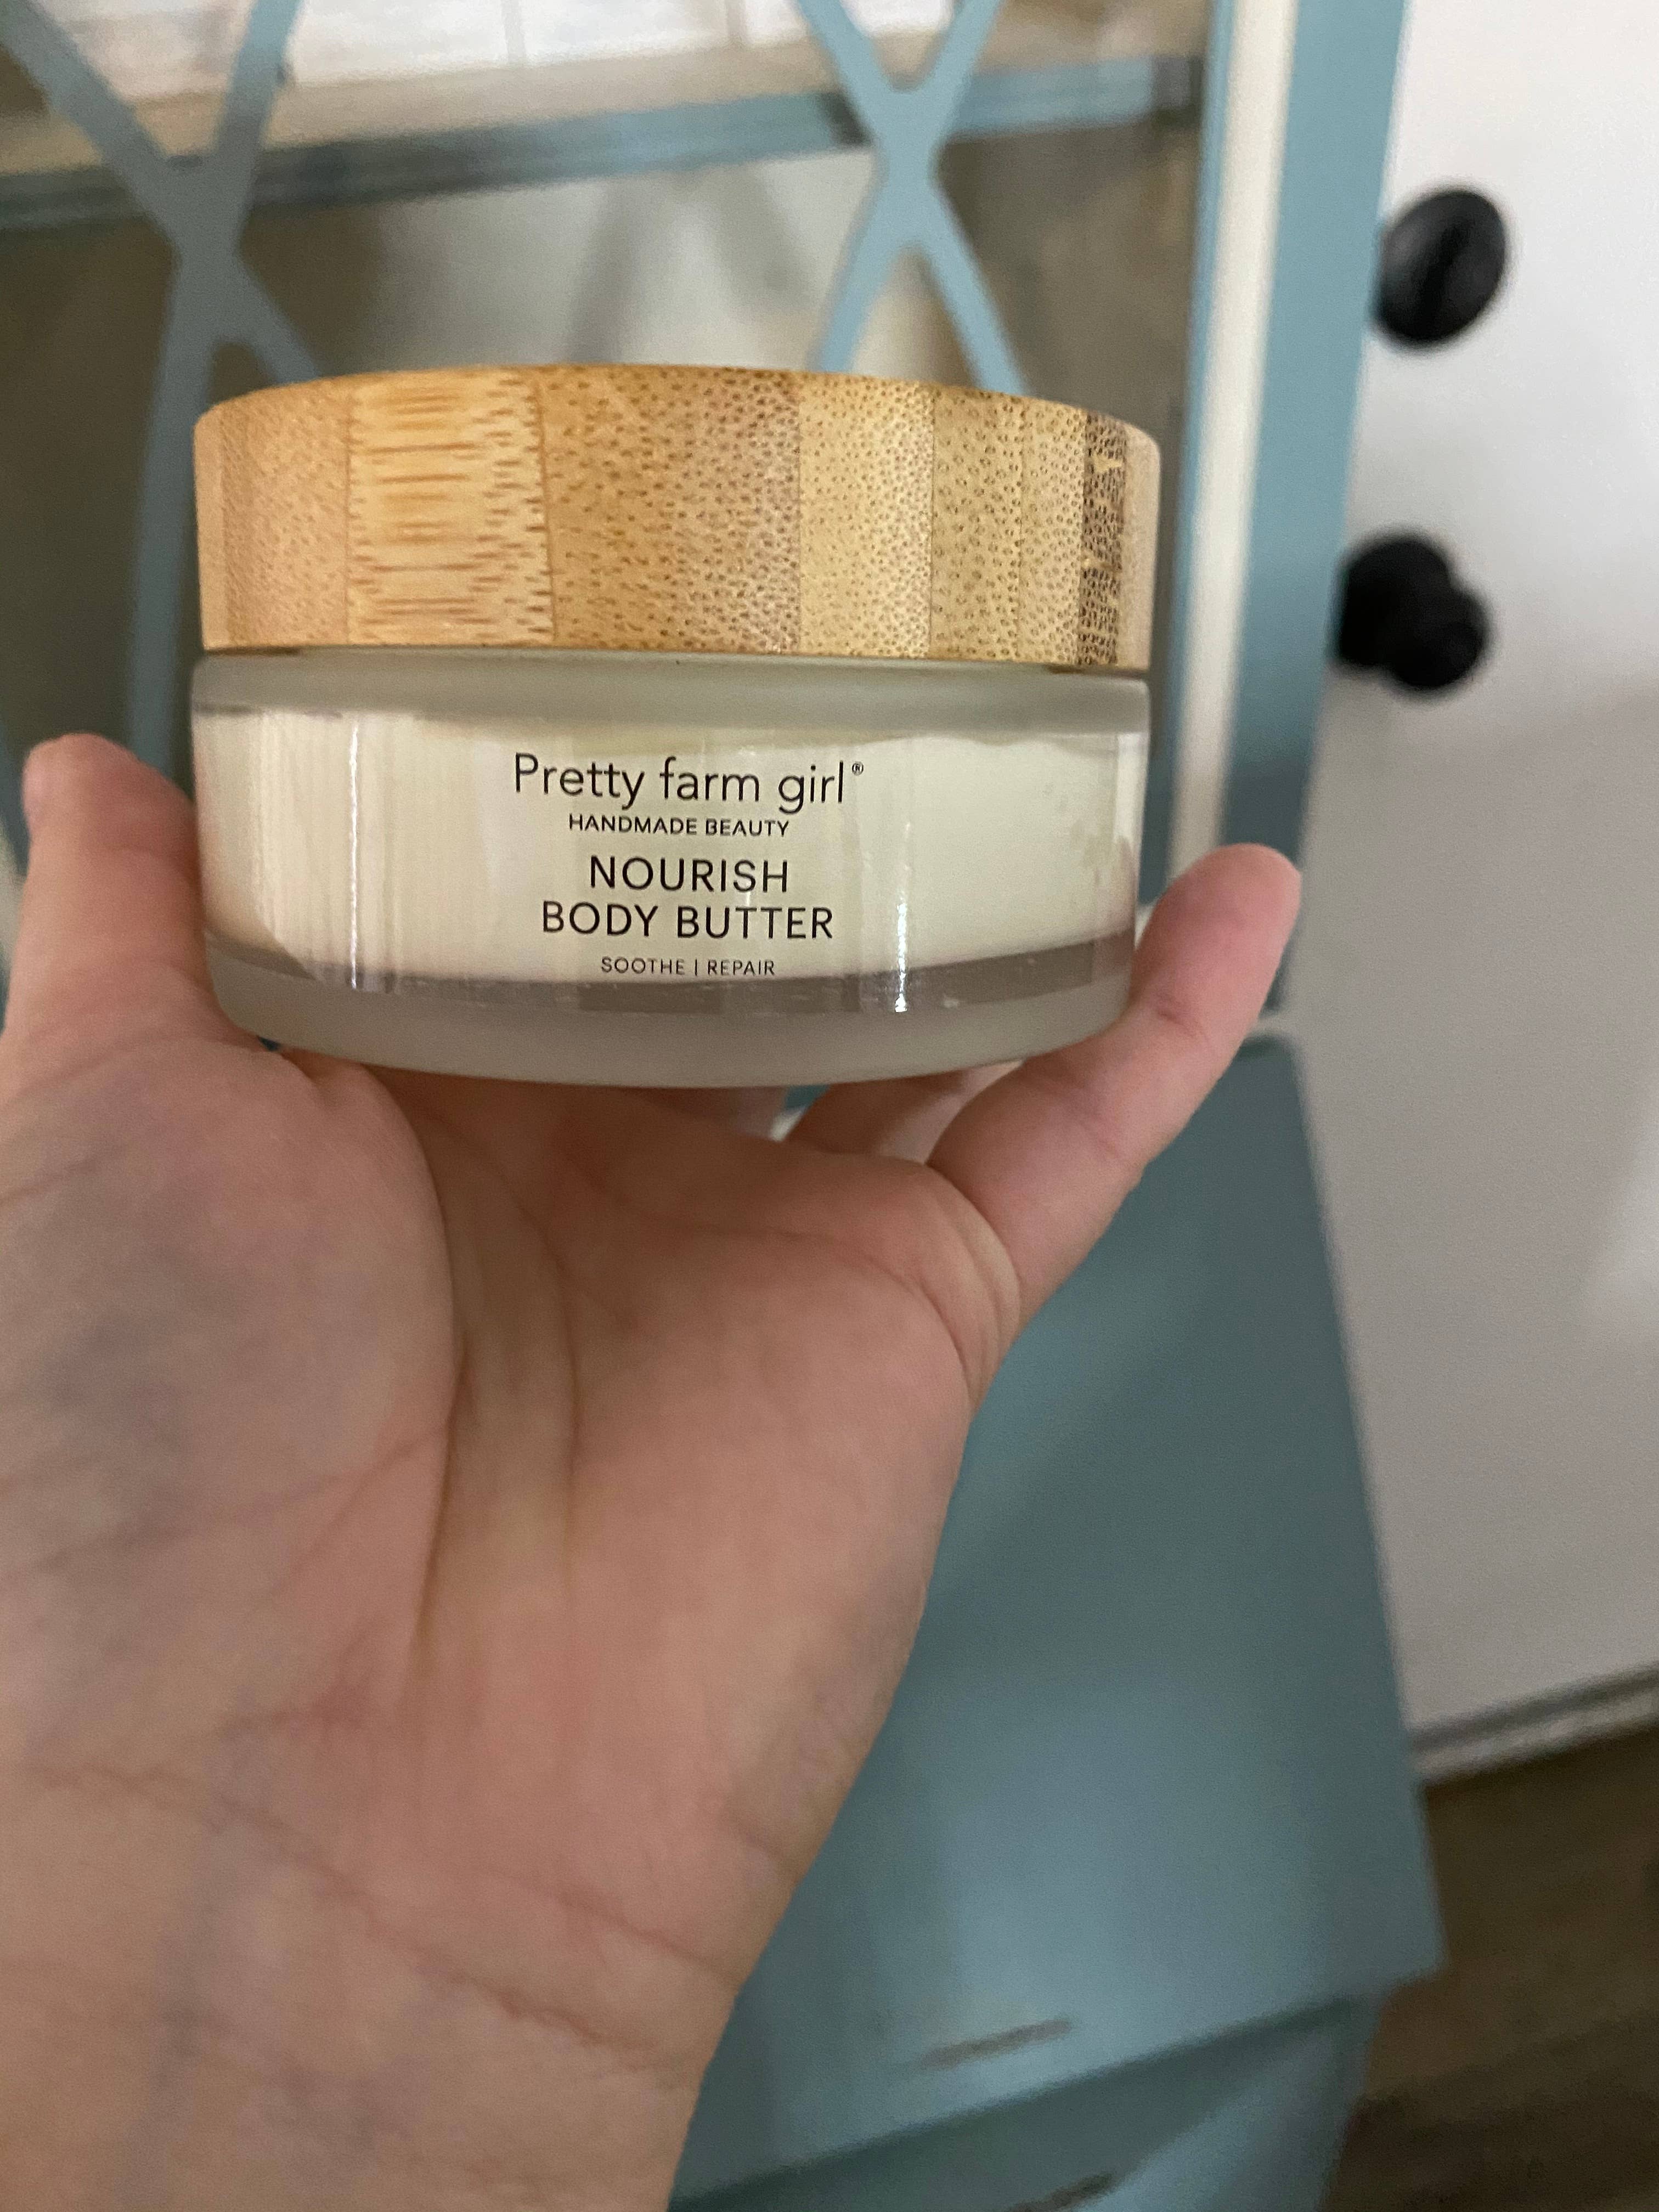 Pretty farm girl®
HANDMADE BEAUTY
NOURISH
BODY BUTTER
SOOTHE | REPAIR